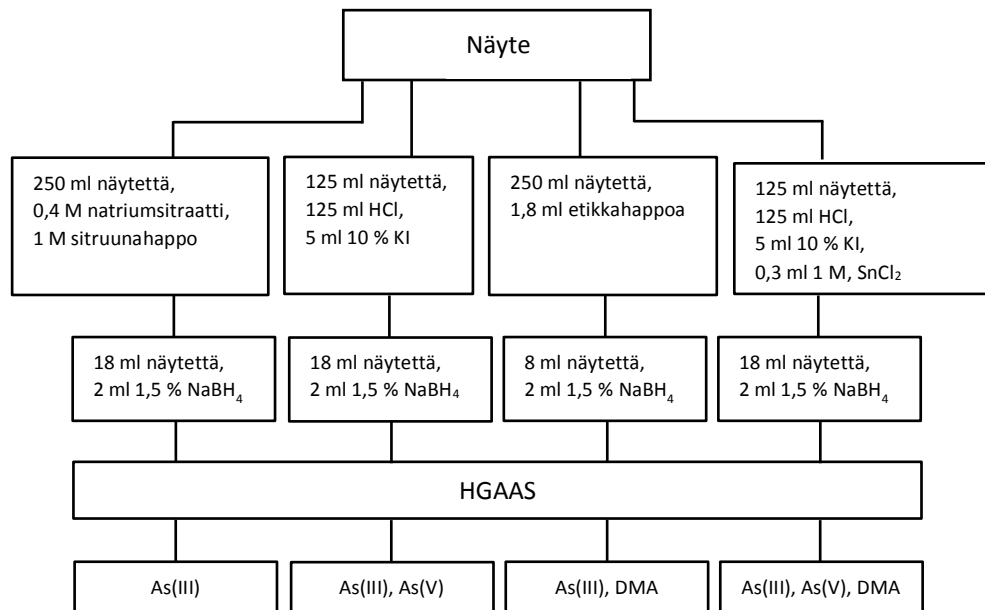 Näyte
250 ml näytettä,
0,4 M natriumsitraatti,
1 M sitruunahappo
125 ml näytettä,
125 ml HCl,
5 ml 10 % KI
250 ml näytettä,
1,8 ml etikkahappoa
125 ml näytettä,
125 ml HCl,
5 ml 10 % KI,
0,3 ml 1 M, SnCl₂
18 ml näytettä,
2 ml 1,5 % NaBH₄
18 ml näytettä,
2 ml 1,5 % NaBH₄
8 ml näytettä,
2 ml 1,5 % NaBH₄
18 ml näytettä,
2 ml 1,5 % NaBH₄
HGAAS
As(III)
As(III), As(V)
As(III), DMA
As(III), As(V), DMA